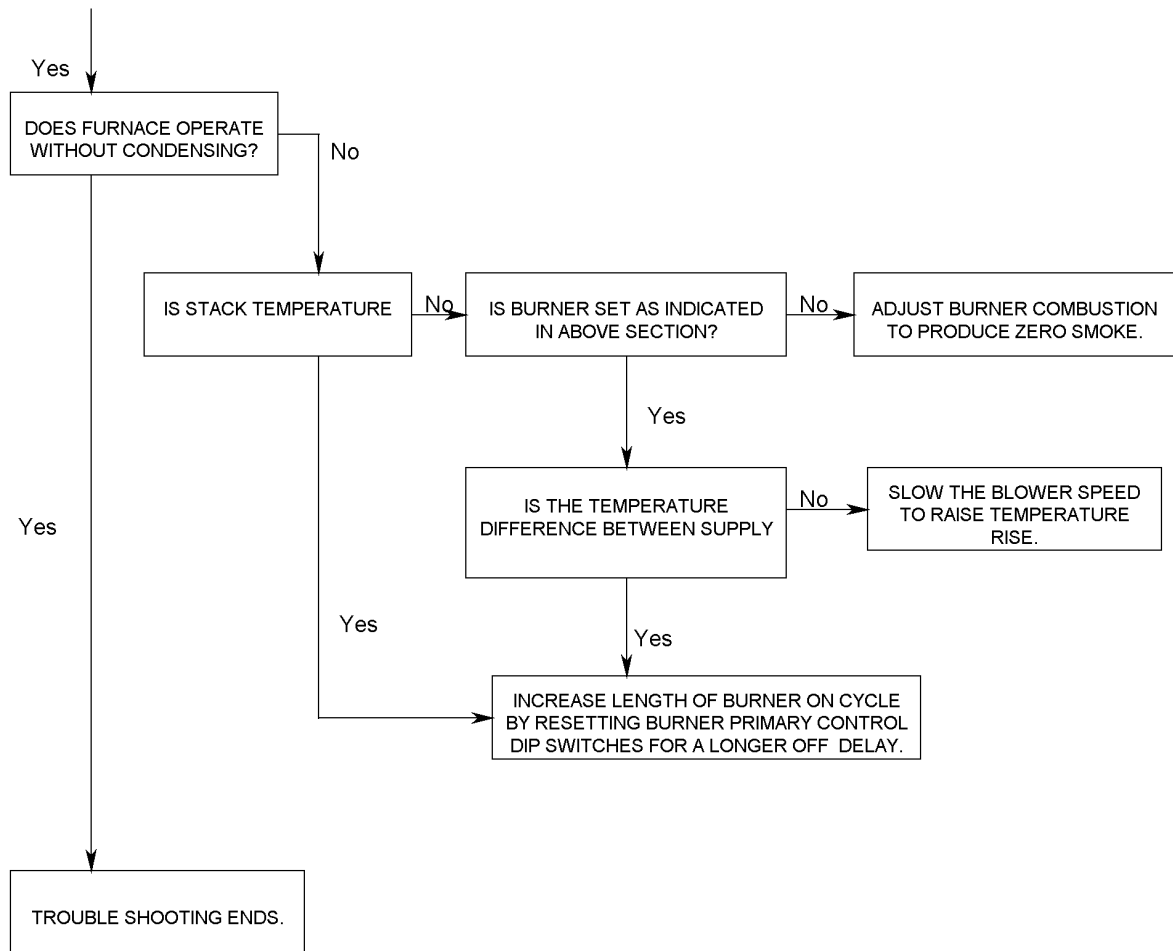 Yes
DOES FURNACE OPERATE
WITHOUT CONDENSING?
No
IS STACK TEMPERATURE
No
IS BURNER SET AS INDICATED
IN ABOVE SECTION?
No
ADJUST BURNER COMBUSTION
TO PRODUCE ZERO SMOKE.
Yes
IS THE TEMPERATURE
DIFFERENCE BETWEEN SUPPLY
No
SLOW THE BLOWER SPEED
TO RAISE TEMPERATURE
RISE.
Yes
Yes
Yes
INCREASE LENGTH OF BURNER ON CYCLE
BY RESETTING BURNER PRIMARY CONTROL
DIP SWITCHES FOR A LONGER OFF  DELAY.
TROUBLE SHOOTING ENDS.